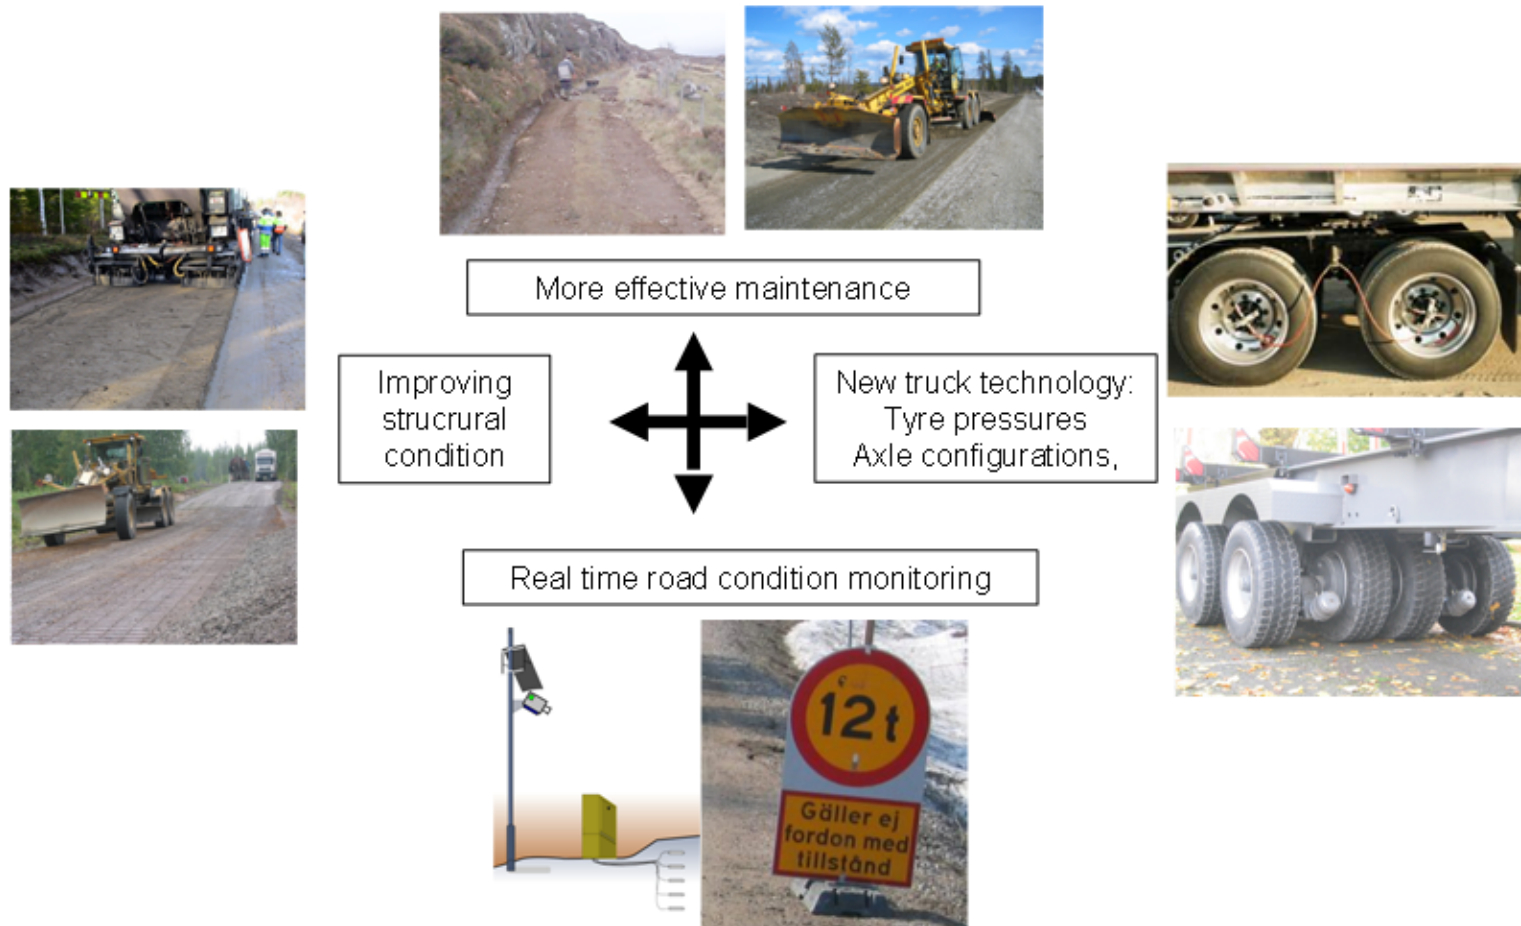 More effective maintenance
Improving
strucrural
condition
New truck technology:
Tyre pressures
Axle configurations,
Real time road condition monitoring
12t
Gäller ej
fordon med
tillstånd